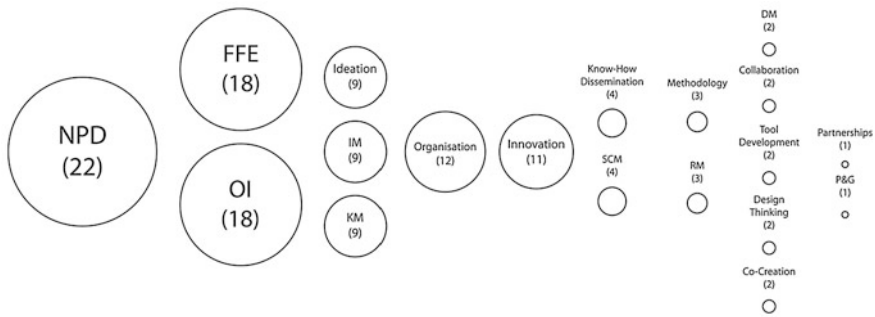 NPD
(22)
FFE
(18)
OI
(18)
Ideation
(9)
IM
(9)
KM
(9)
Organisation
(12)
Innovation
(11)
Know-How
Dissemination
(4)
SCM
(4)
Methodology
(3)
RM
(3)
DM
(2)
Collaboration
(2)
Tool
Development
(2)
Design
Thinking
(2)
Co-Creation
(2)
Partnerships
(1)
P&G
(1)